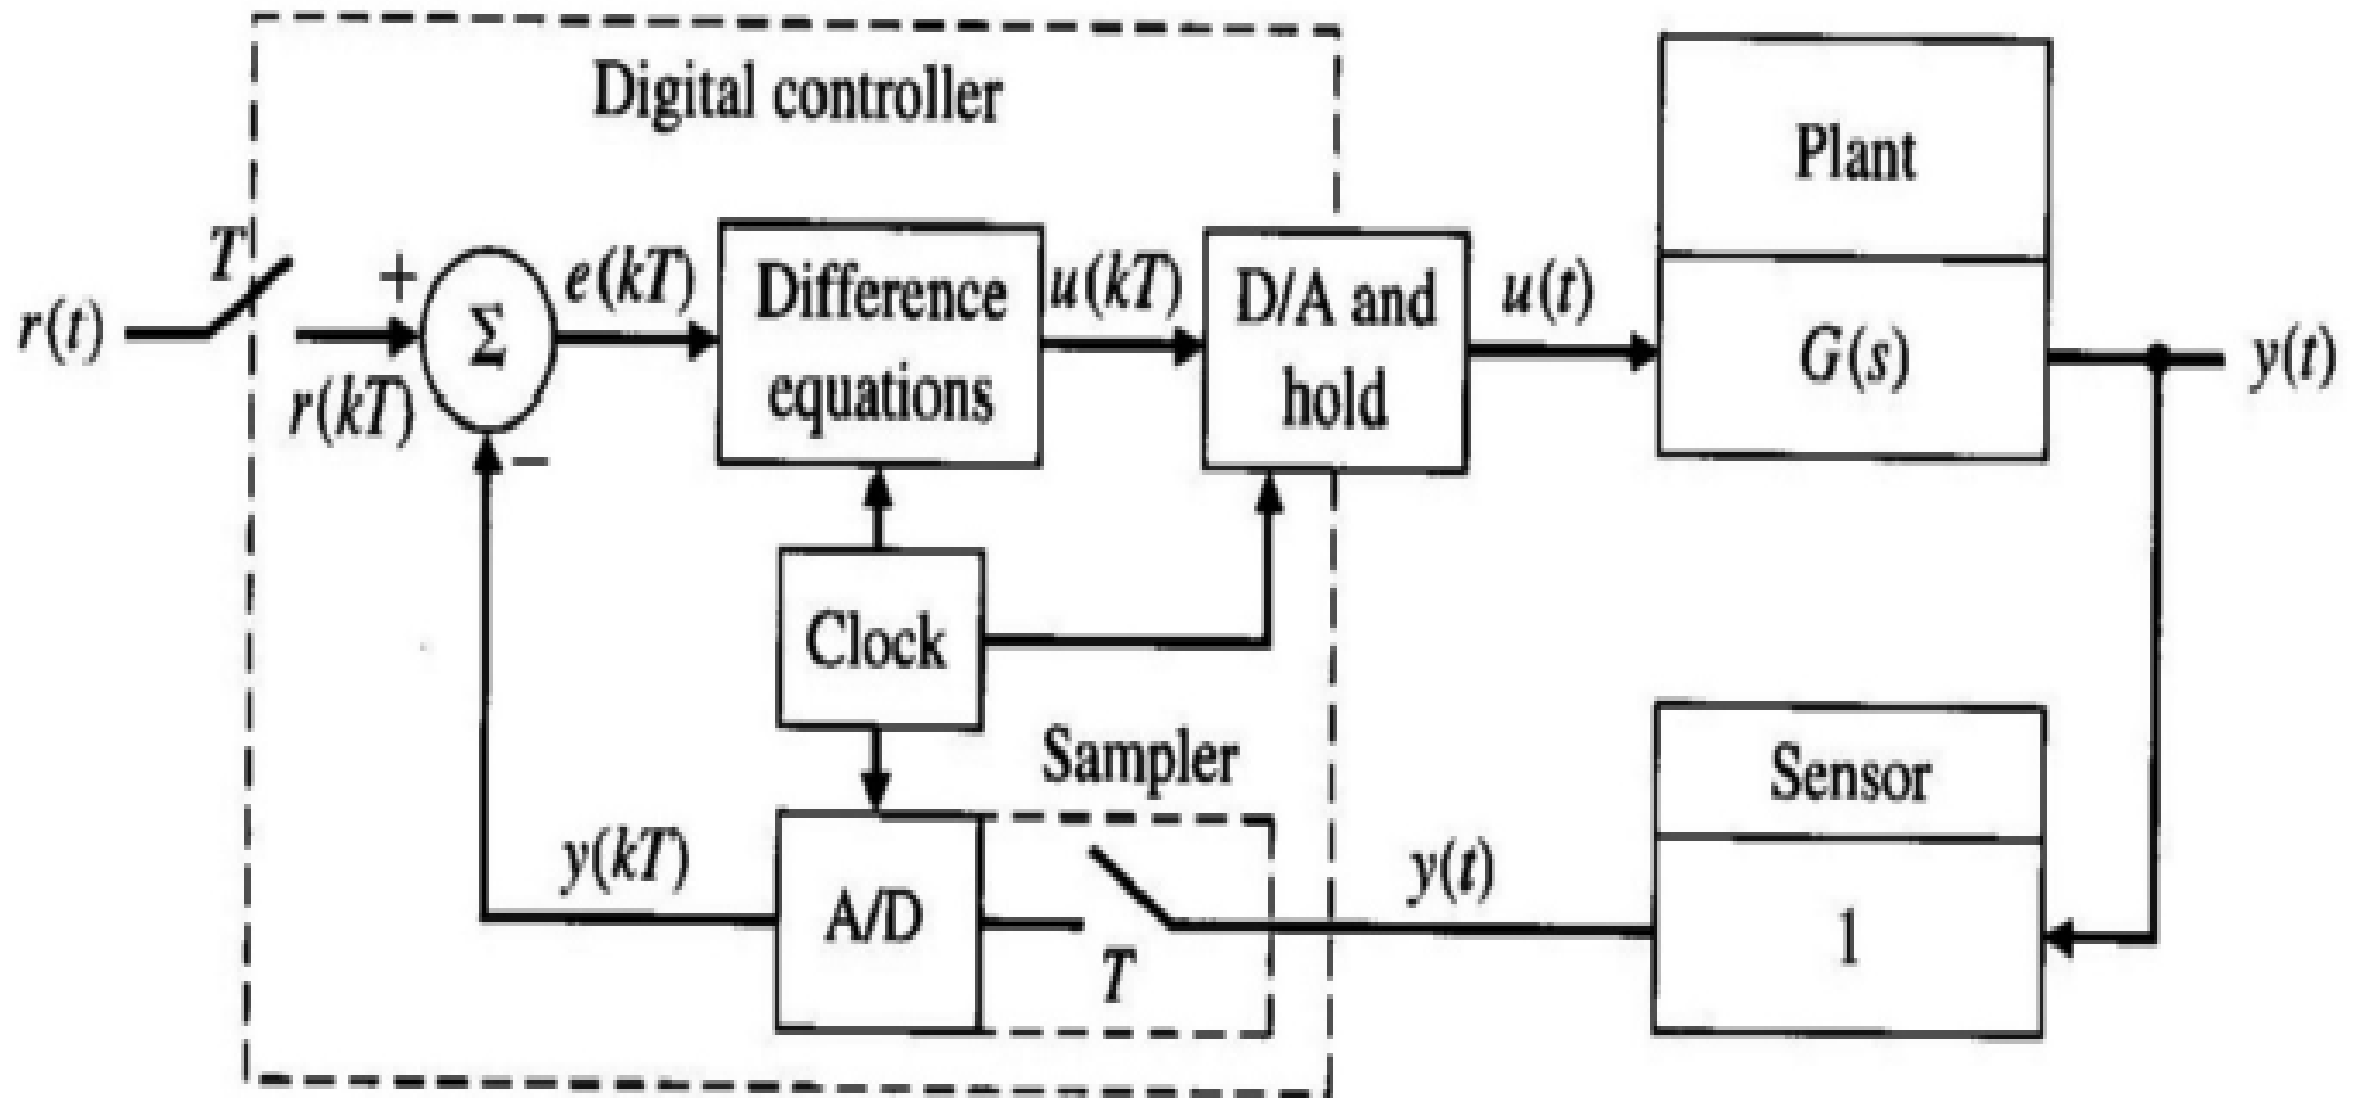 Digital controller
Plant
T
+
r(t)
r(kT)
Σ
−
e(kT)
Difference
equations
u(kT)
D/A and
hold
u(t)
G(s)
y(t)
Clock
Sampler
Sensor
y(kT)
A/D
T
y(t)
1